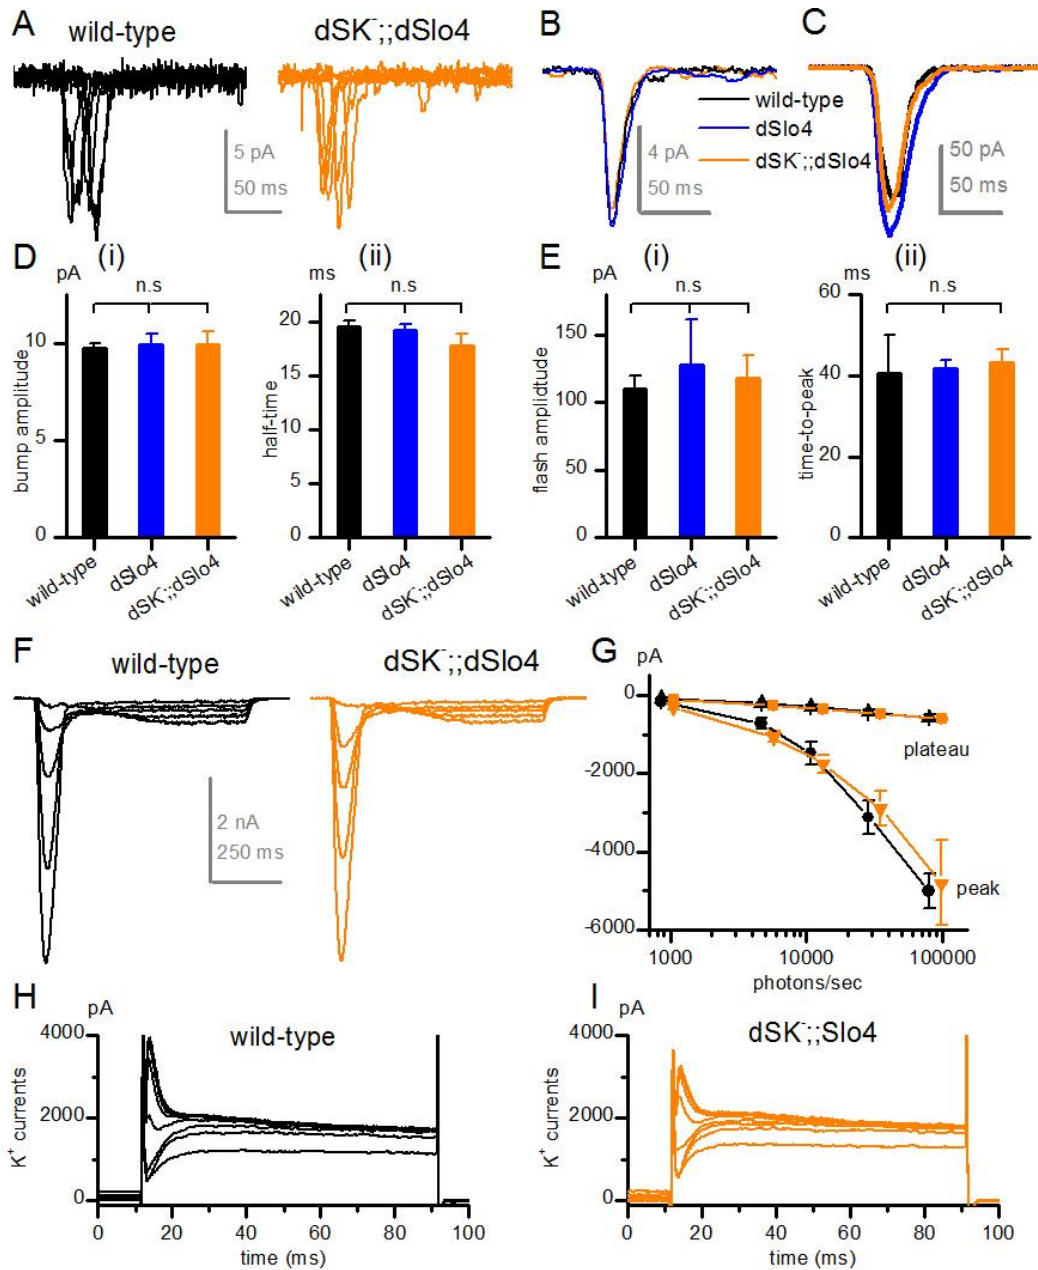 A
wild-type
dSK⁻;;dSlo4
5 pA
50 ms
B
C
wild-type
dSlo4
dSK⁻;;dSlo4
4 pA
50 ms
50 pA
50 ms
D
(i)
pA
n.s
10
5
0
bump amplitude
wild-type
dSlo4
dSK⁻;;dSlo4
(ii)
ms
n.s
20
15
10
5
0
half-time
wild-type
dSlo4
dSK⁻;;dSlo4
E
(i)
pA
n.s
150
100
50
0
flash amplidtude
wild-type
dSlo4
dSK⁻;;dSlo4
(ii)
ms
n.s
60
40
20
0
time-to-peak
wild-type
dSlo4
dSK⁻;;dSlo4
F
wild-type
dSK⁻;;dSlo4
2 nA
250 ms
G
pA
0
-2000
-4000
-6000
plateau
peak
1000
10000
100000
photons/sec
H
pA
wild-type
4000
2000
0
K⁺ currents
0
20
40
60
80
100
time (ms)
I
pA
dSK⁻;;Slo4
4000
2000
0
K⁺ currents
0
20
40
60
80
100
time (ms)